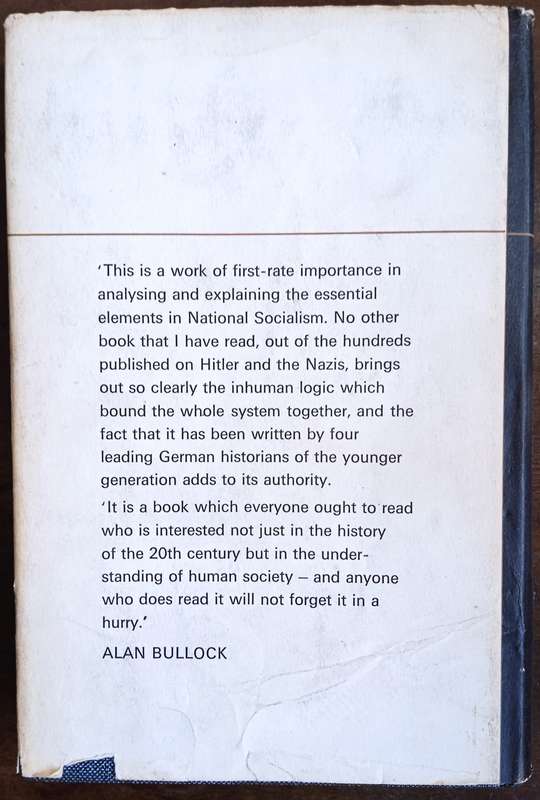 ‘This is a work of first-rate importance in
analysing and explaining the essential
elements in National Socialism. No other
book that I have read, out of the hundreds
published on Hitler and the Nazis, brings
out so clearly the inhuman logic which
bound the whole system together, and the
fact that it has been written by four
leading German historians of the younger
generation adds to its authority.
‘It is a book which everyone ought to read
who is interested not just in the history
of the 20th century but in the under-
standing of human society – and anyone
who does read it will not forget it in a
hurry.’
ALAN BULLOCK